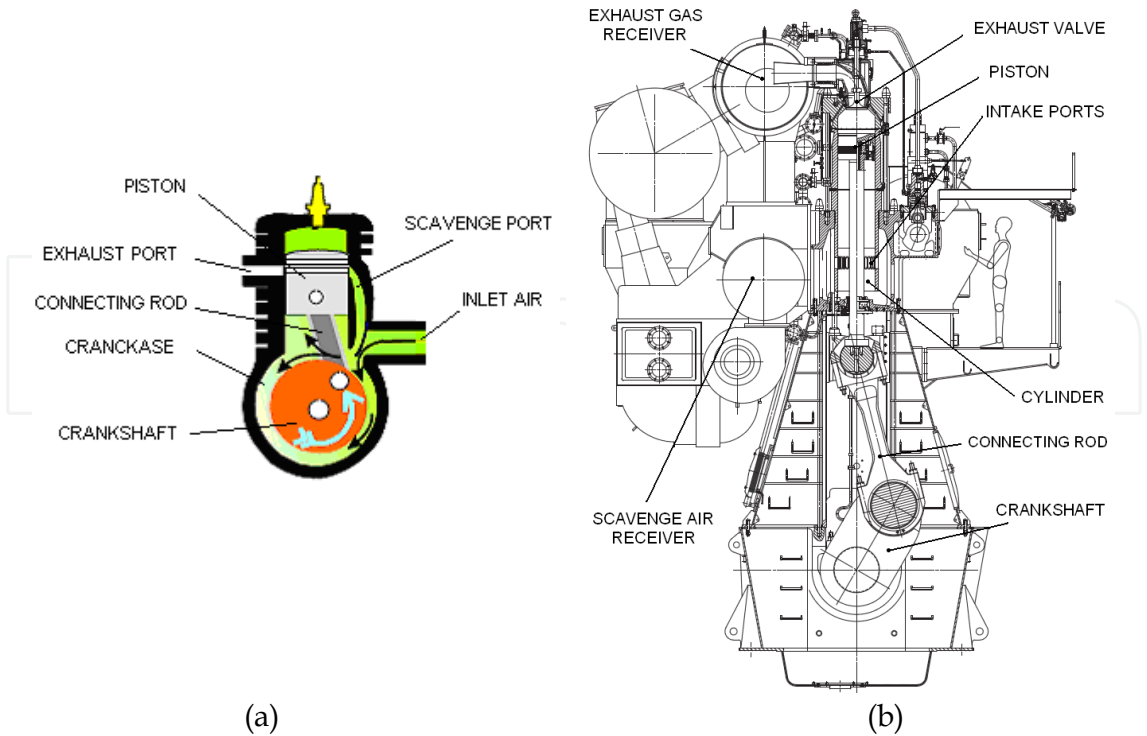 PISTON
EXHAUST PORT
CONNECTING ROD
CRANCKASE
CRANKSHAFT
SCAVENGE PORT
INLET AIR
(a)
EXHAUST GAS
RECEIVER
EXHAUST VALVE
PISTON
INTAKE PORTS
CYLINDER
CONNECTING ROD
SCAVENGE AIR
RECEIVER
CRANKSHAFT
(b)